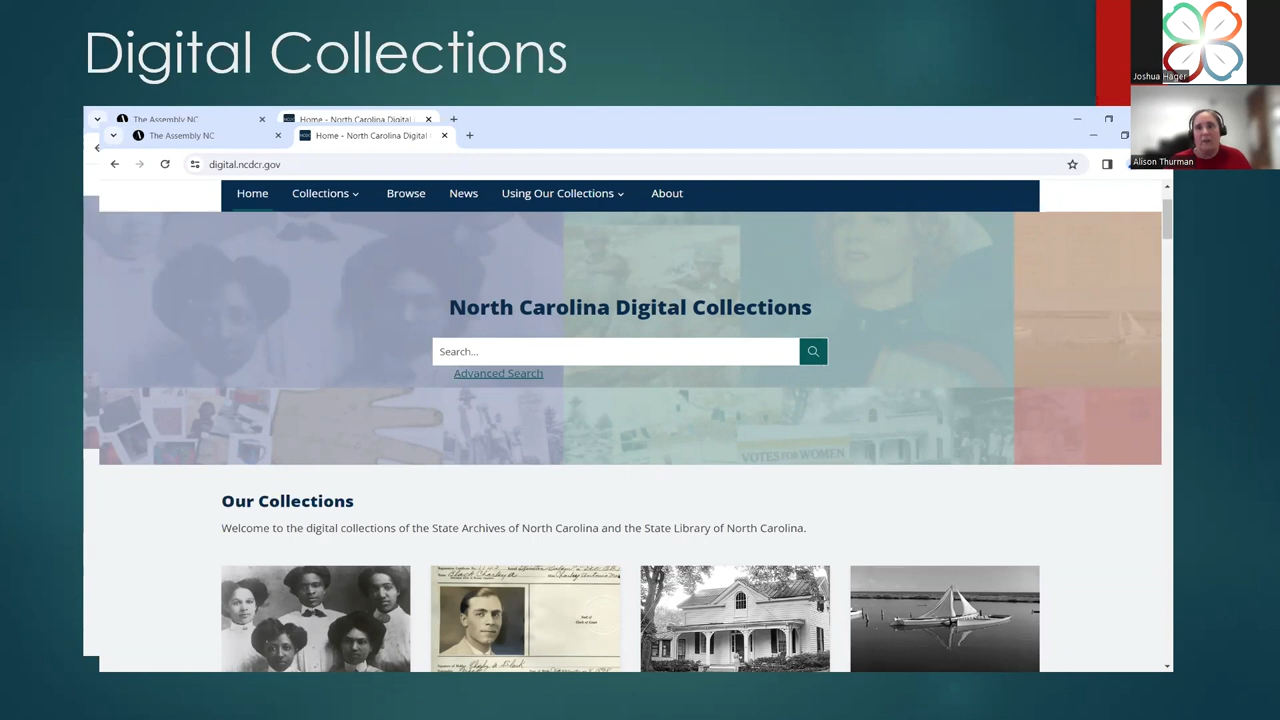 Digital Collections
Joshua Hager
Alison Thurman
The Assembly NC
Home - North Carolina Digital
The Assembly NC
Home - North Carolina Digital
digital.ncdcr.gov
Home Collections Browse News Using Our Collections About
North Carolina Digital Collections
Search...
Advanced Search
VOTES FOR WOMEN
Our Collections
Welcome to the digital collections of the State Archives of North Carolina and the State Library of North Carolina.